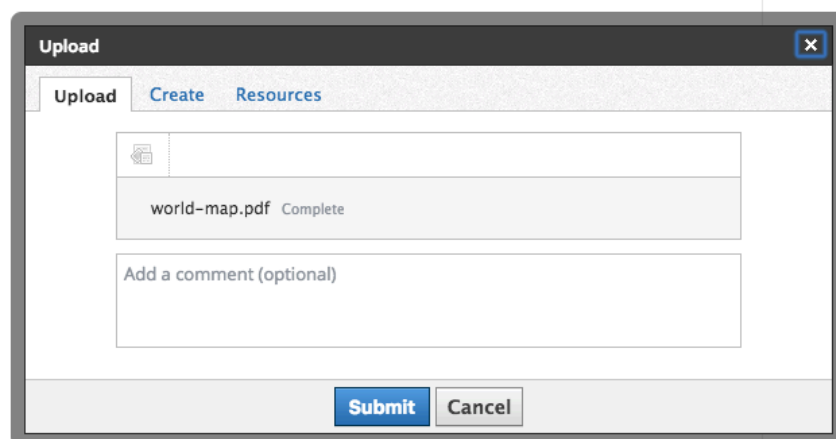 Upload
Upload Create Resources
world-map.pdf Complete
Add a comment (optional)
Submit Cancel